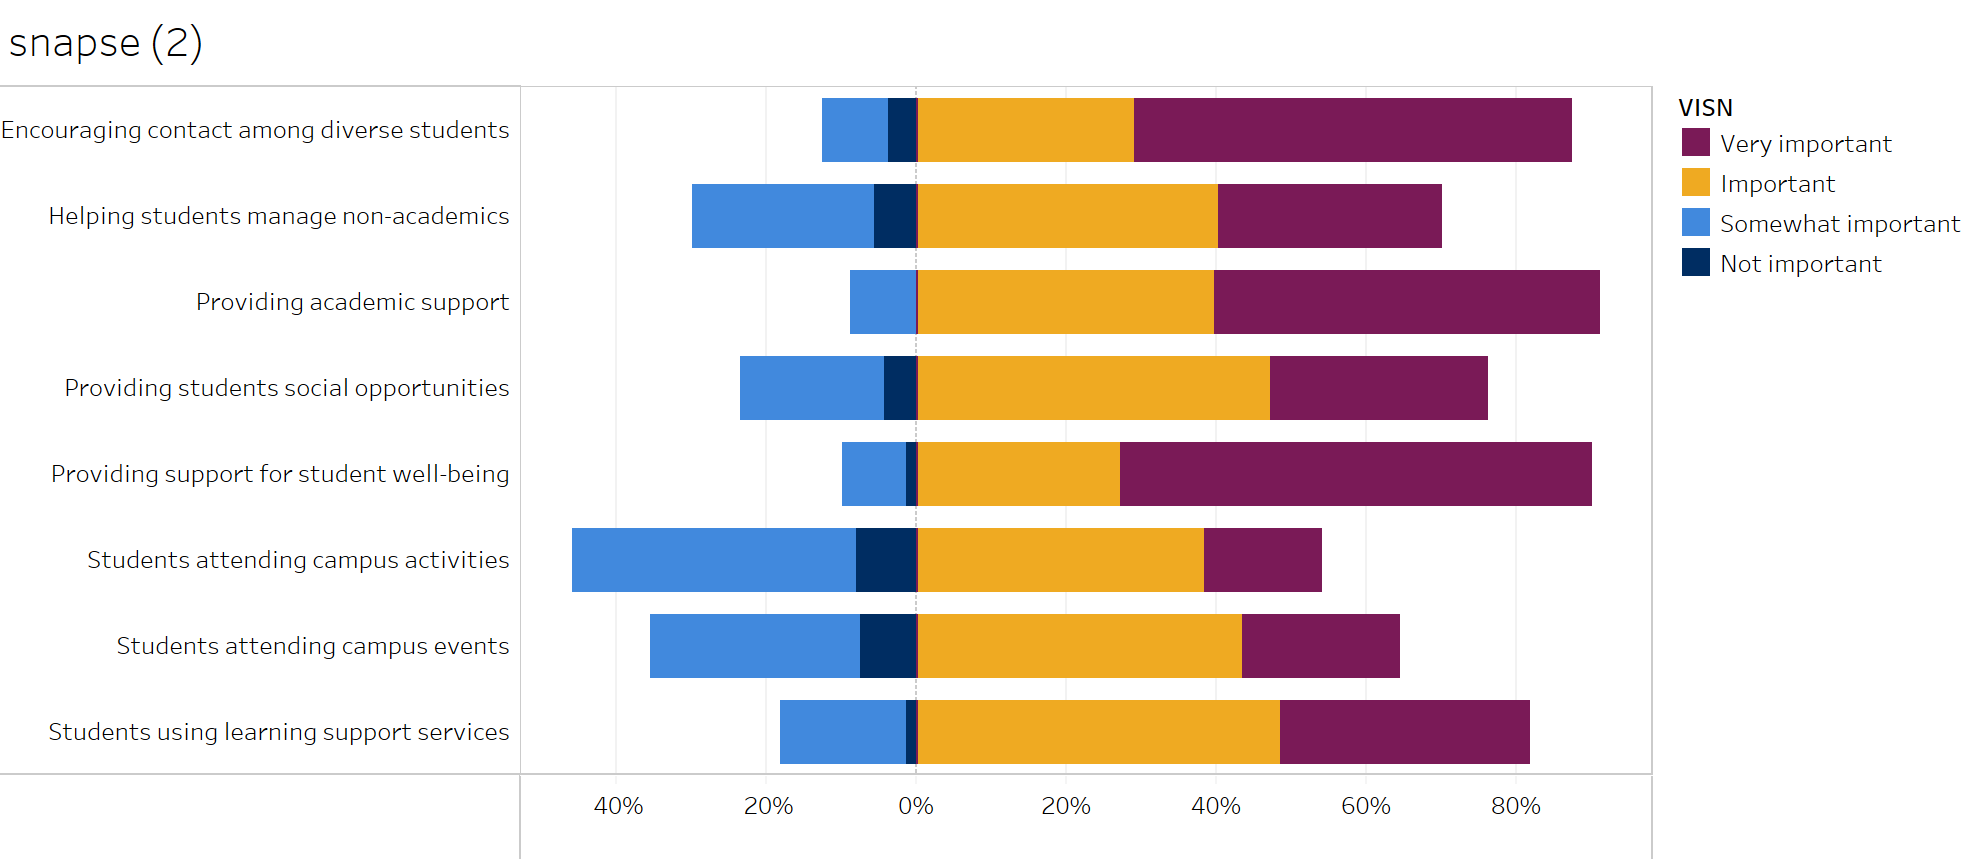 snapse (2)
Encouraging contact among diverse students
Helping students manage non-academics
Providing academic support
Providing students social opportunities
Providing support for student well-being
Students attending campus activities
Students attending campus events
Students using learning support services
40% 20% 0% 20% 40% 60% 80%
VISN
Very important
Important
Somewhat important
Not important